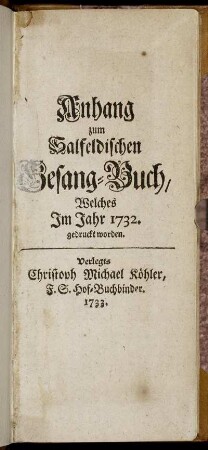 Anhang
zum
Salfeldischen
Gesang-Buch,
Welches
Im Jahr 1732.
gedruckt worden.
Verlegts
Christoph Michael Köhler,
F. S. Hof-Buchbinder.
1733.